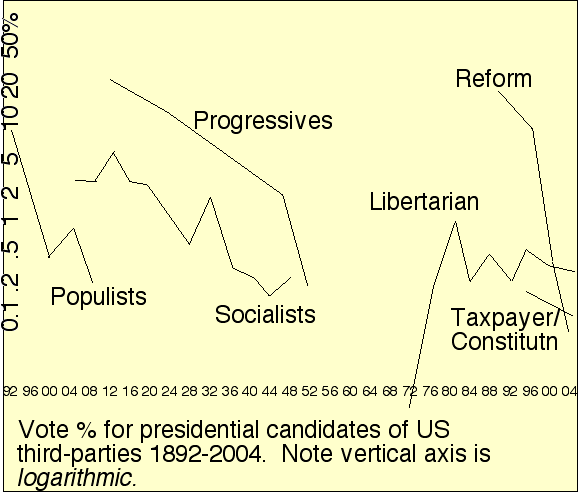 50%
20
10
5
2
1
.5
.2
0.1
Reform
Progressives
Libertarian
Populists
Socialists
Taxpayer/
Constitutn
92 96 00 04 08 12 16 20 24 28 32 36 40 44 48 52 56 60 64 68 72 76 80 84 88 92 96 00 04
Vote % for presidential candidates of US
third-parties 1892-2004. Note vertical axis is
logarithmic.